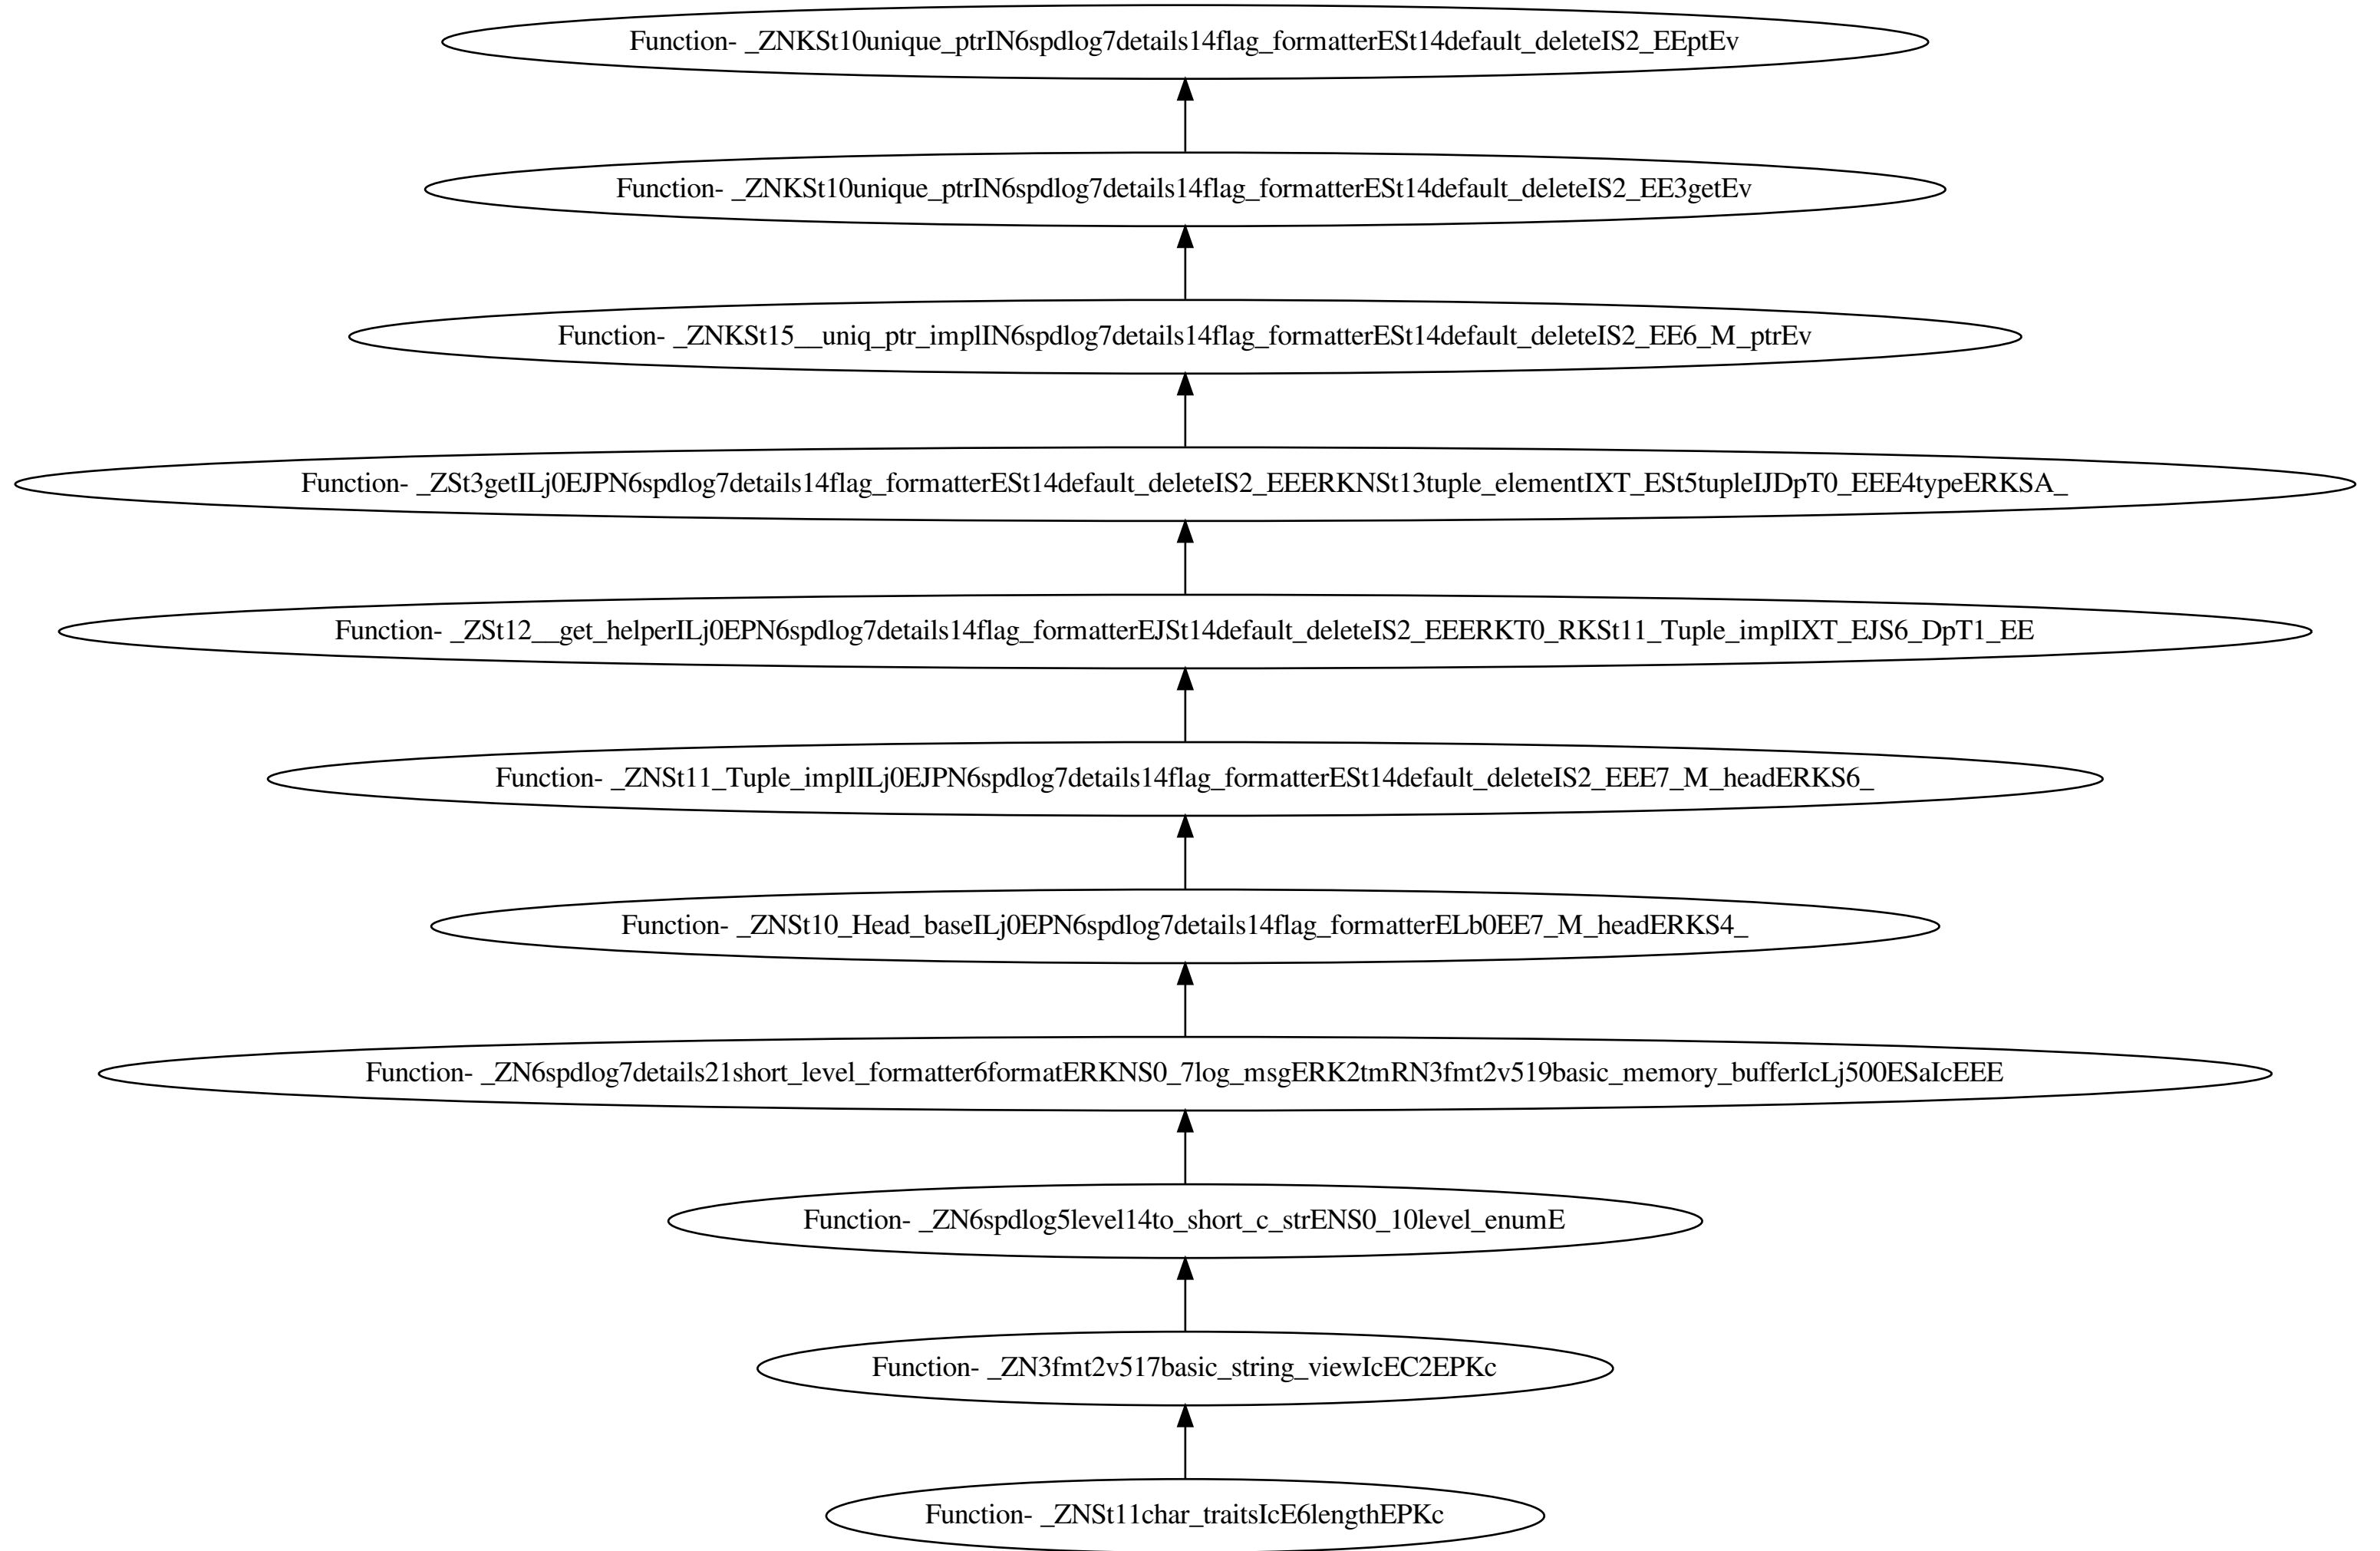 Function- _ZNKSt10unique_ptrIN6spdlog7details14flag_formatterESt14default_deleteIS2_EEptEv
Function- _ZNKSt10unique_ptrIN6spdlog7details14flag_formatterESt14default_deleteIS2_EE3getEv
Function- _ZNKSt15__uniq_ptr_implIN6spdlog7details14flag_formatterESt14default_deleteIS2_EE6_M_ptrEv
Function- _ZSt3getILj0EJPN6spdlog7details14flag_formatterESt14default_deleteIS2_EEERKNSt13tuple_elementIXT_ESt5tupleIJDpT0_EEE4typeERKSA_
Function- _ZSt12__get_helperILj0EPN6spdlog7details14flag_formatterEJSt14default_deleteIS2_EEERKT0_RKSt11_Tuple_implIXT_EJS6_DpT1_EE
Function- _ZNSt11_Tuple_implILj0EJPN6spdlog7details14flag_formatterESt14default_deleteIS2_EEE7_M_headERKS6_
Function- _ZNSt10_Head_baseILj0EPN6spdlog7details14flag_formatterELb0EE7_M_headERKS4_
Function- _ZN6spdlog7details21short_level_formatter6formatERKNS0_7log_msgERK2tmRN3fmt2v519basic_memory_bufferIcLj500ESaIcEEE
Function- _ZN6spdlog5level14to_short_c_strENS0_10level_enumE
Function- _ZN3fmt2v517basic_string_viewIcEC2EPKc
Function- _ZNSt11char_traitsIcE6lengthEPKc